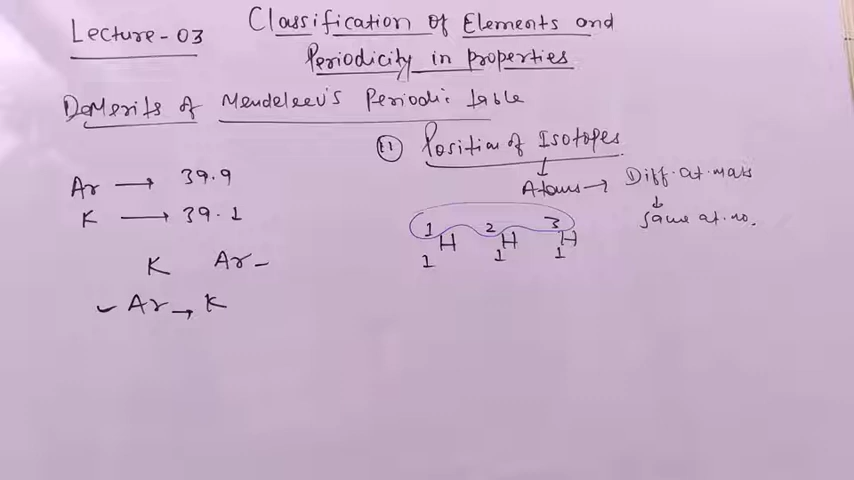 Lecture-03
Classification of Elements and
Periodicity in properties
DeMerits of Mendeleev's Periodic table
(ii) Position of Isotopes
Ar → 39.9
K → 39.1
Atoms → Diff. at. mass
↓
same at. no.
1 H 1
2 H 1
3 H 1
K Ar -
✓ Ar → K